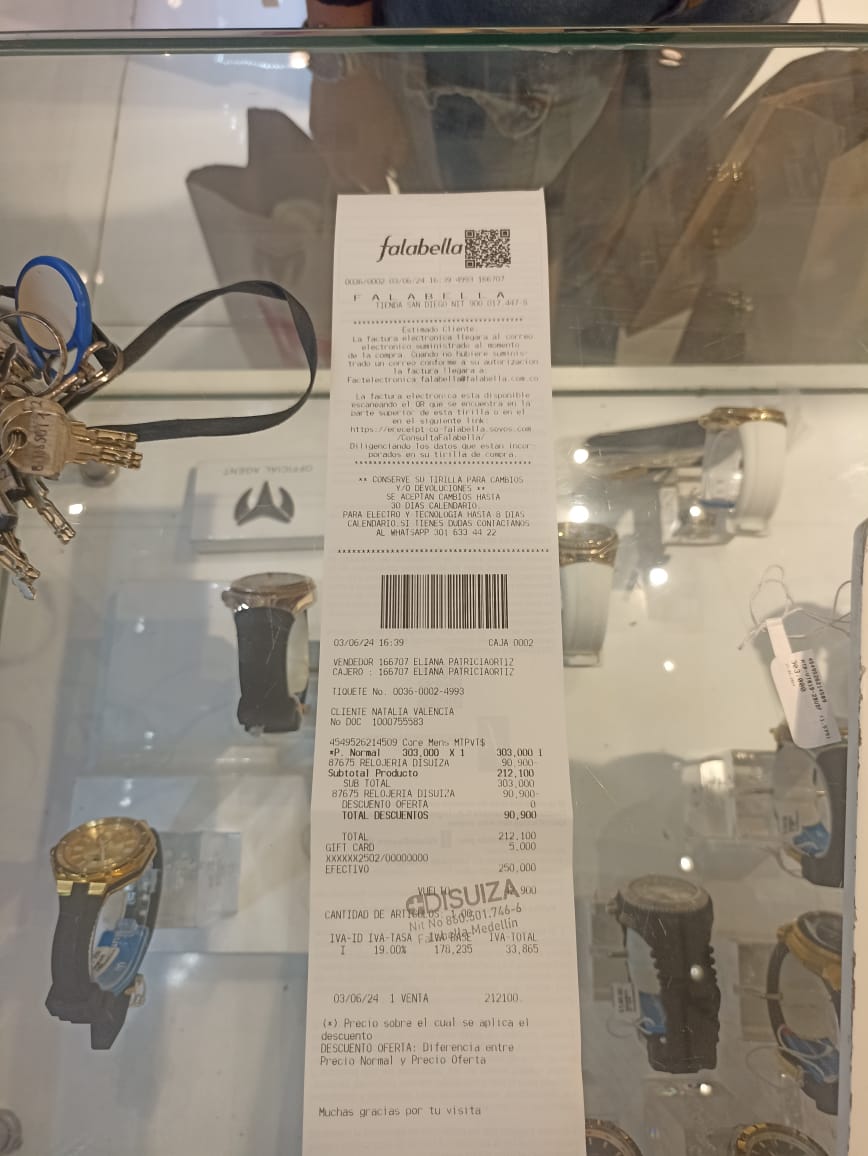 falabella
0036/0002 03/06/24 16:39 4993 166707
F A L A B E L L A
TIENDA SAN DIEGO NIT 900.017.447-8
Estimado Cliente:
La factura electronica llegara al correo
electronico suministrado al momento
de la compra. Cuando no hubiere suminis-
trado un correo conforme a su autorizacion
la factura llegara a:
Factelectronica_falabella@falabella.com.co
La factura electronica esta disponible
escaneando el QR que se encuentra en la
parte superior de esta tirilla o en el
en el siguiente link:
https://ereceipt-co-falabella.sovos.com
/ConsultaFalabella/
Diligenciando los datos que estan incor-
porados en su tirilla de compra.
** CONSERVE SU TIRILLA PARA CAMBIOS
Y/O DEVOLUCIONES **
SE ACEPTAN CAMBIOS HASTA
30 DIAS CALENDARIO.
PARA ELECTRO Y TECNOLOGIA HASTA 8 DIAS
CALENDARIO.SI TIENES DUDAS CONTACTANOS
AL WHATSAPP 301 633 44 22
OFFICIAL AGENT
03/06/24 16:39 CAJA 0002
VENDEDOR 166707 ELIANA PATRICIAORTIZ
CAJERO : 166707 ELIANA PATRICIAORTIZ
TIQUETE No. 0036-0002-4993
CLIENTE NATALIA VALENCIA
No DOC 1000755583
4549526214509 Core Mens MTPVT$
*P. Normal 303,000 X 1 303,000 I
87675 RELOJERIA DISUIZA 90,900-
Subtotal Producto 212,100
SUB TOTAL 303,000
87675 RELOJERIA DISUIZA 90,900-
DESCUENTO OFERTA 0
TOTAL DESCUENTOS 90,900
TOTAL 212,100
GIFT CARD 5,000
XXXXXX2502/00000000
EFECTIVO 250,000
VUELTO 42,900
CANTIDAD DE ARTICULOS: 1.00
DISUIZA
Falabella Medellín
IVA-ID IVA-TASA IVA-BASE IVA-TOTAL
I 19.00% 178,235 33,865
03/06/24 1 VENTA 212100.
(*) Precio sobre el cual se aplica el
descuento
DESCUENTO OFERTA: Diferencia entre
Precio Normal y Precio Oferta
Muchas gracias por tu visita